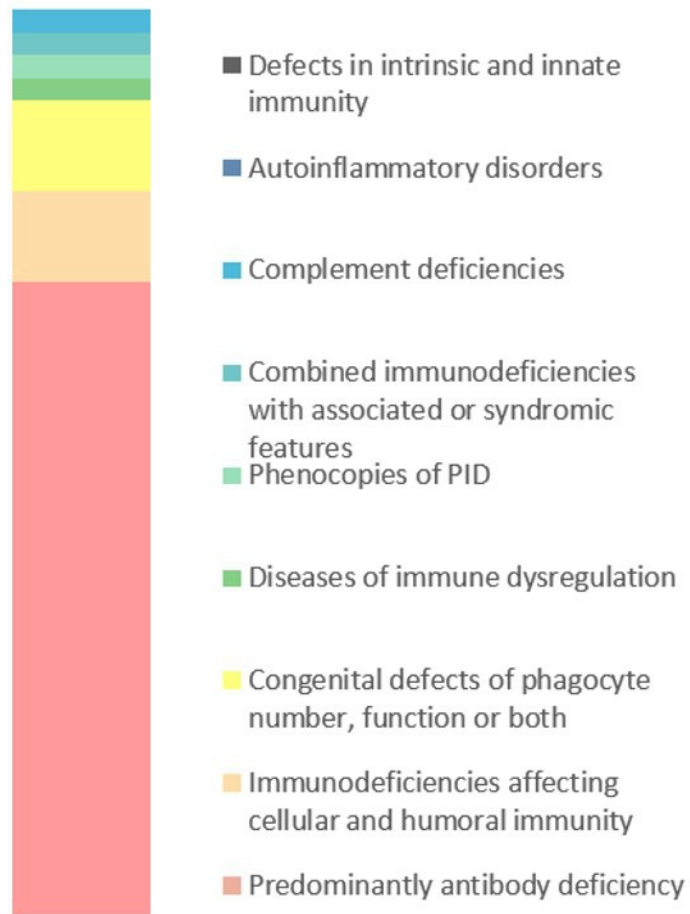 Defects in intrinsic and innate
immunity
Autoinflammatory disorders
Complement deficiencies
Combined immunodeficiencies
with associated or syndromic
features
Phenocopies of PID
Diseases of immune dysregulation
Congenital defects of phagocyte
number, function or both
Immunodeficiencies affecting
cellular and humoral immunity
Predominantly antibody deficiency